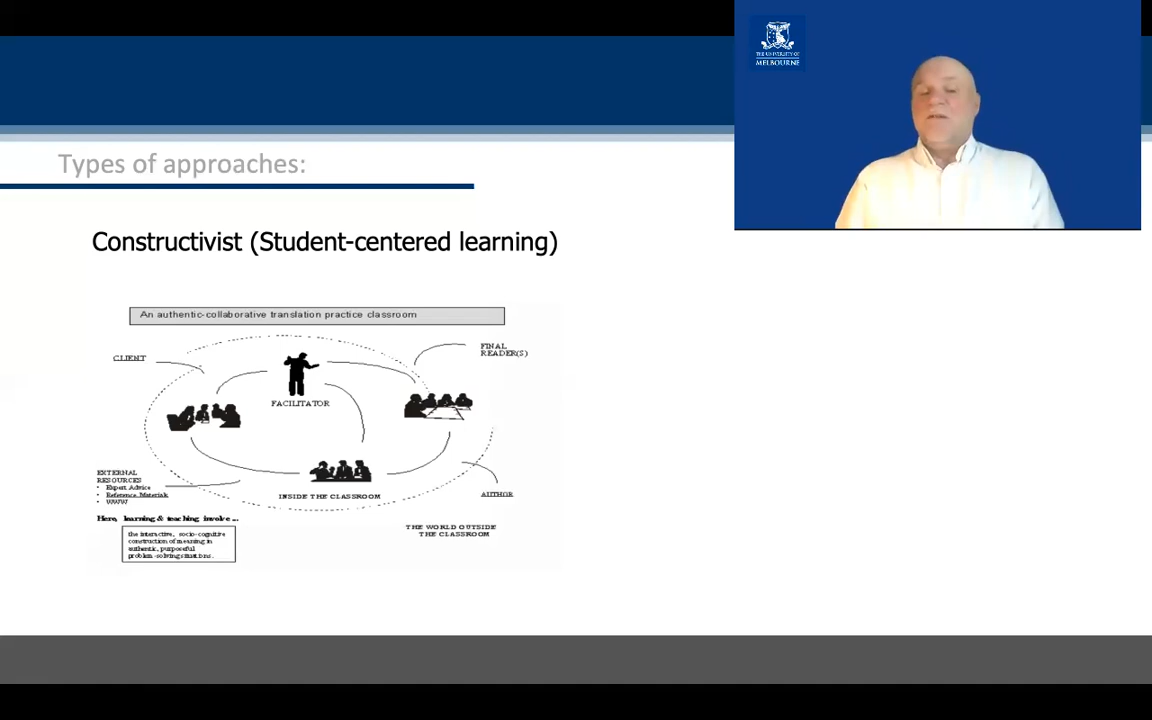 THE UNIVERSITY OF
MELBOURNE
Types of approaches:
Constructivist (Student-centered learning)
An authentic-collaborative translation practice classroom
CLIENT
FINAL
READER(S)
FACILITATOR
EXTERNAL
RESOURCES
• Expert Advice
• Reference Materials
• WWW
INSIDE THE CLASSROOM
AUTHOR
Here, learning & teaching involve ...
THE WORLD OUTSIDE
THE CLASSROOM
the interactive, socio-cognitive
construction of meaning in
authentic, purposeful
problem-solving situations.